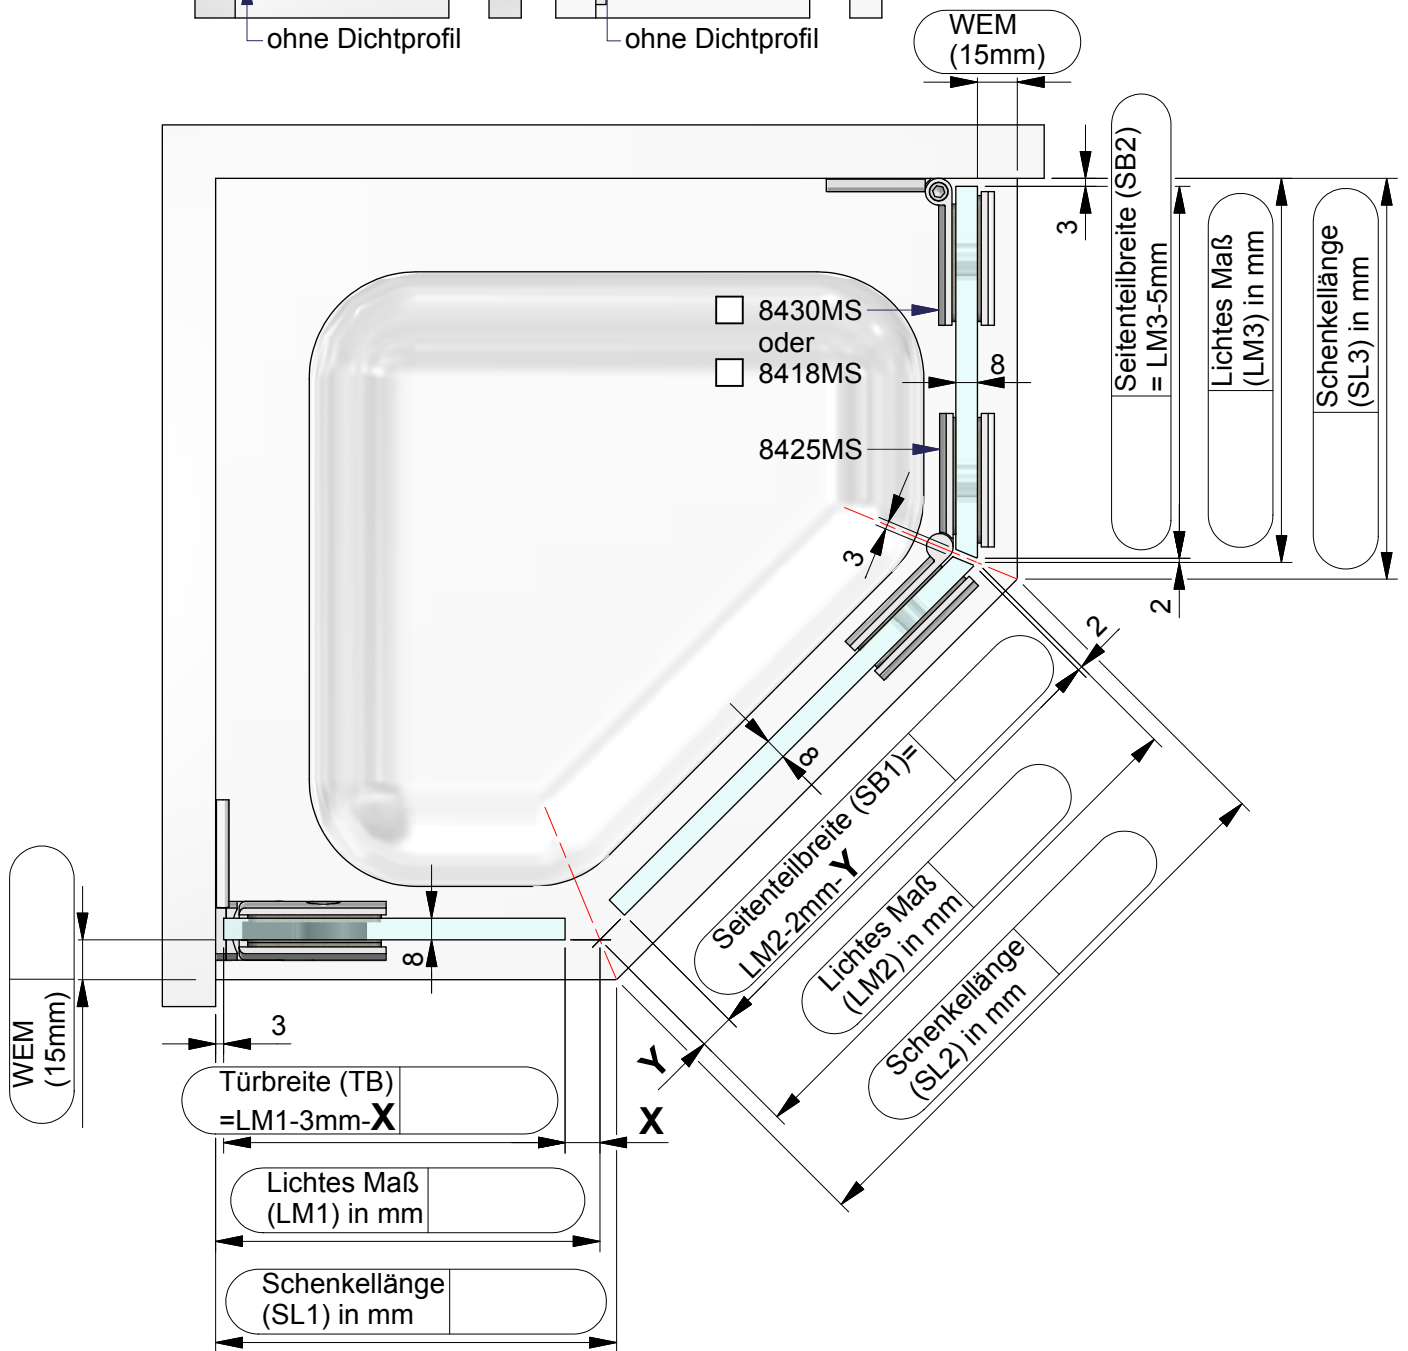 ohne Dichtprofil
ohne Dichtprofil
WEM
(15mm)
Seitenteilbreite (SB2)
= LM3-5mm
Lichtes Maß
(LM3) in mm
Schenkellänge
(SL3) in mm
3
8430MS
oder
8418MS
8
8425MS
3
2
2
8
Seitenteilbreite (SB1)=
LM2-2mm-Y
Lichtes Maß
(LM2) in mm
Schenkellänge
(SL2) in mm
8
WEM
(15mm)
3
Y
Türbreite (TB)
=LM1-3mm-X
X
Lichtes Maß
(LM1) in mm
Schenkellänge
(SL1) in mm